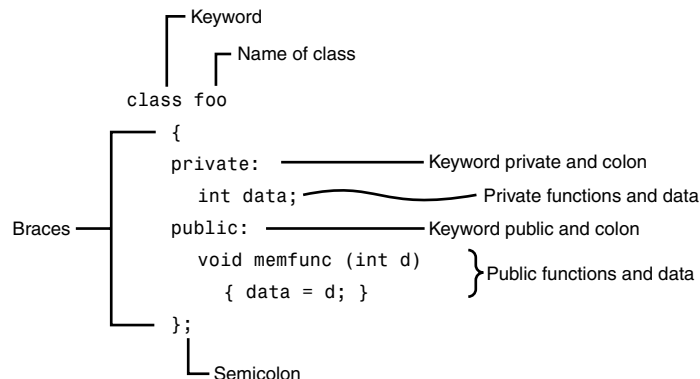 Keyword
Name of class
class foo
{
private: Keyword private and colon
int data; Private functions and data
Braces public: Keyword public and colon
void memfunc (int d)
Public functions and data
{ data = d; }
};
Semicolon